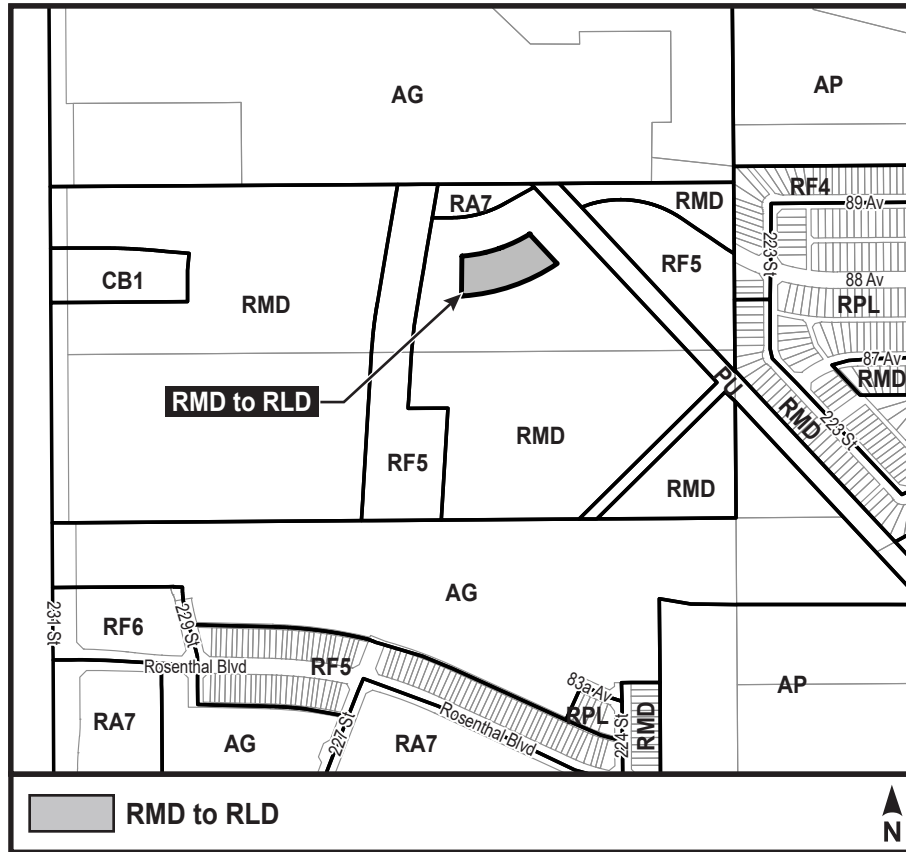 AG
AP
RF4
89 Av
RA7
RMD
223 St
RF5
88 Av
CB1
RMD
RPL
87 Av
RMD
PU
RMD to RLD
RMD
223 St
RMD
RF5
RMD
AG
231 St
RF6
229 St
Rosenthal Blvd
RF5
83a Av
AP
RA7
RPL
RMD
AG
227 St
RA7
Rosenthal Blvd
224 St
RMD to RLD
N